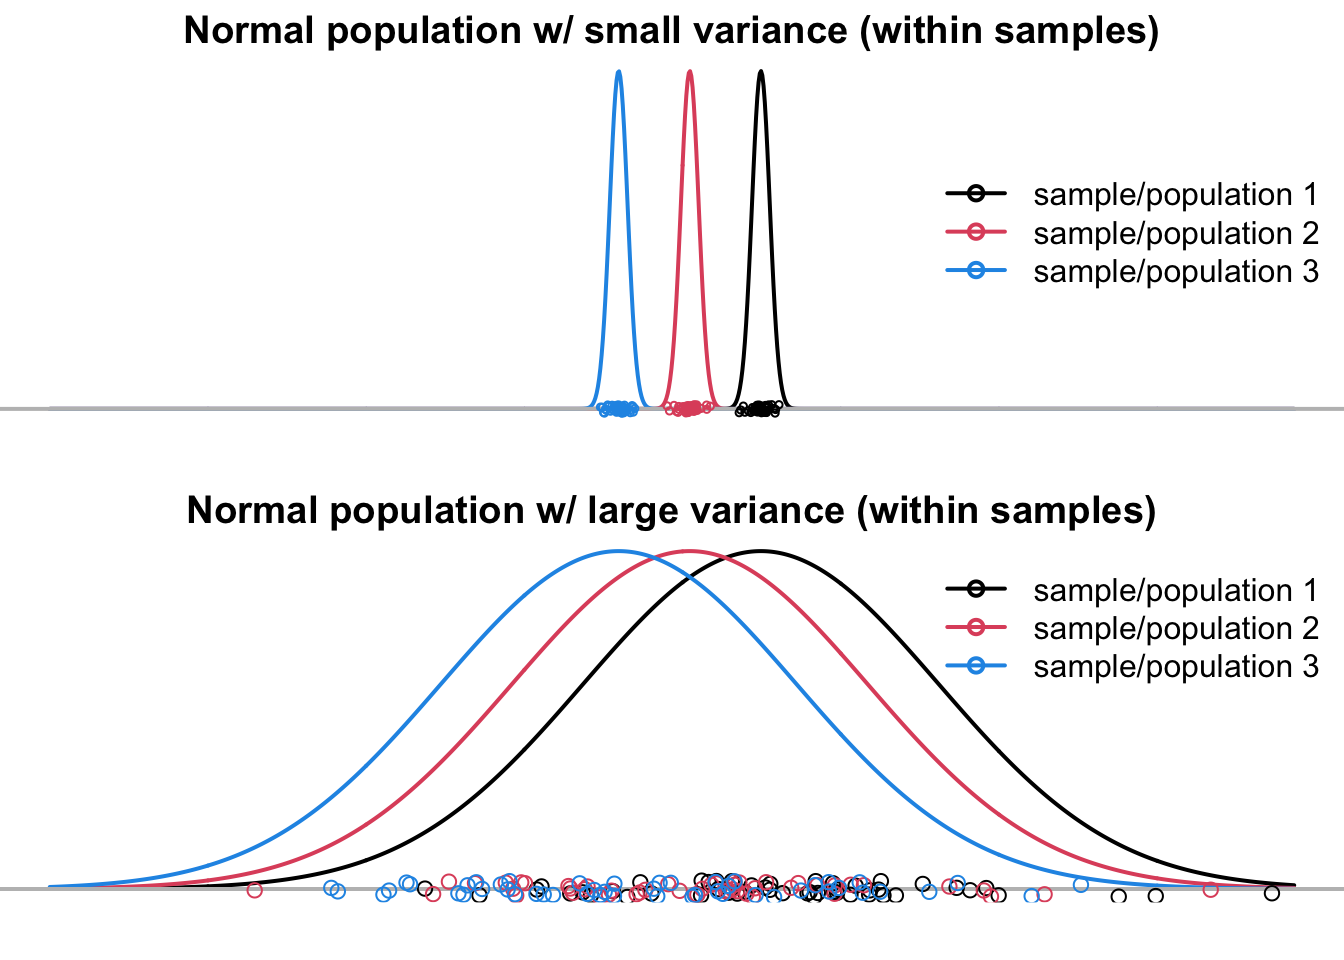 Normal population w/ small variance (within samples)
sample/population 1
sample/population 2
sample/population 3
Normal population w/ large variance (within samples)
sample/population 1
sample/population 2
sample/population 3